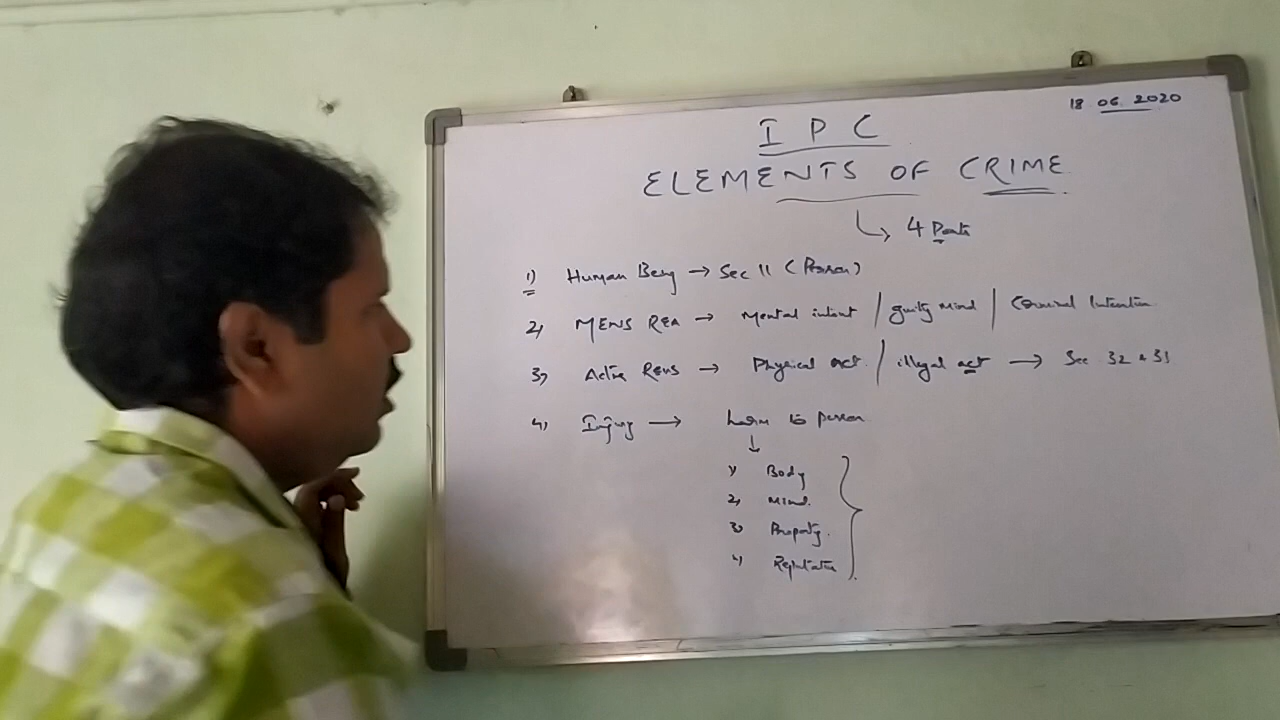 18 06 2020
I P C
ELEMENTS OF CRIME
↳ 4 Parts
1) Human Being → Sec 11 (Person)
2, MENS REA → Mental intent / guilty Mind / Criminal Intention
3, Actus Reus → Physical act / illegal act → Sec 32 & 33
4, Injury → harm to person
↓
1) Body
2, Mind.
3) Property.
4) Reputation